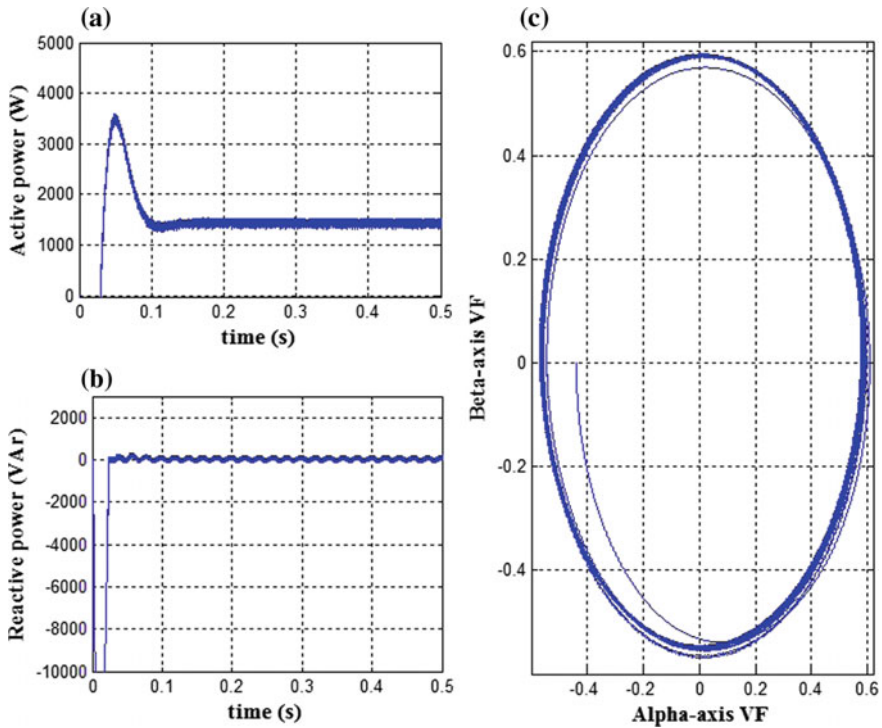 (a)
Active power (W)
5000
4000
3000
2000
1000
0
0 0.1 0.2 0.3 0.4 0.5
time (s)
(b)
Reactive power (VAr)
2000
0
-2000
-4000
-6000
-8000
-10000
0 0.1 0.2 0.3 0.4 0.5
time (s)
(c)
Beta-axis VF
0.6
0.4
0.2
0
-0.2
-0.4
-0.4 -0.2 0 0.2 0.4 0.6
Alpha-axis VF